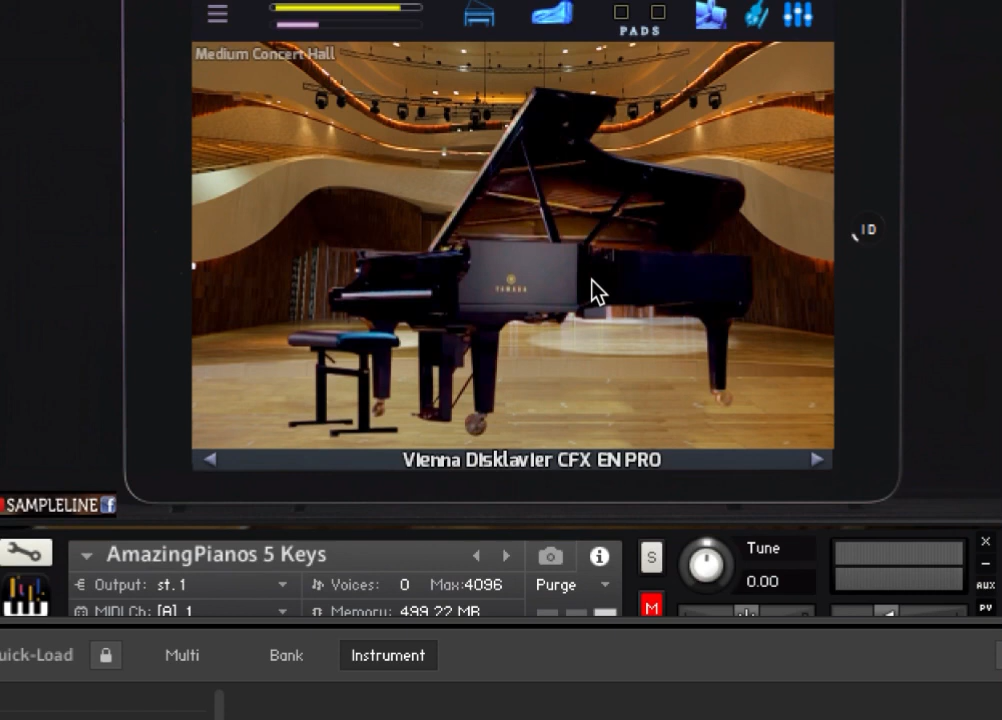 PADS
Medium Concert Hall
YAMAHA
ID
Vienna Disklavier CFX EN PRO
SAMPLELINE f
AmazingPianos 5 Keys
i
S
Tune
Output: st.1
Voices: 0 Max:4096
Purge
0.00
AUX
MIDI Ch: [A] 1
Memory: 499.22 MB
M
PV
uick-Load
Multi
Bank
Instrument